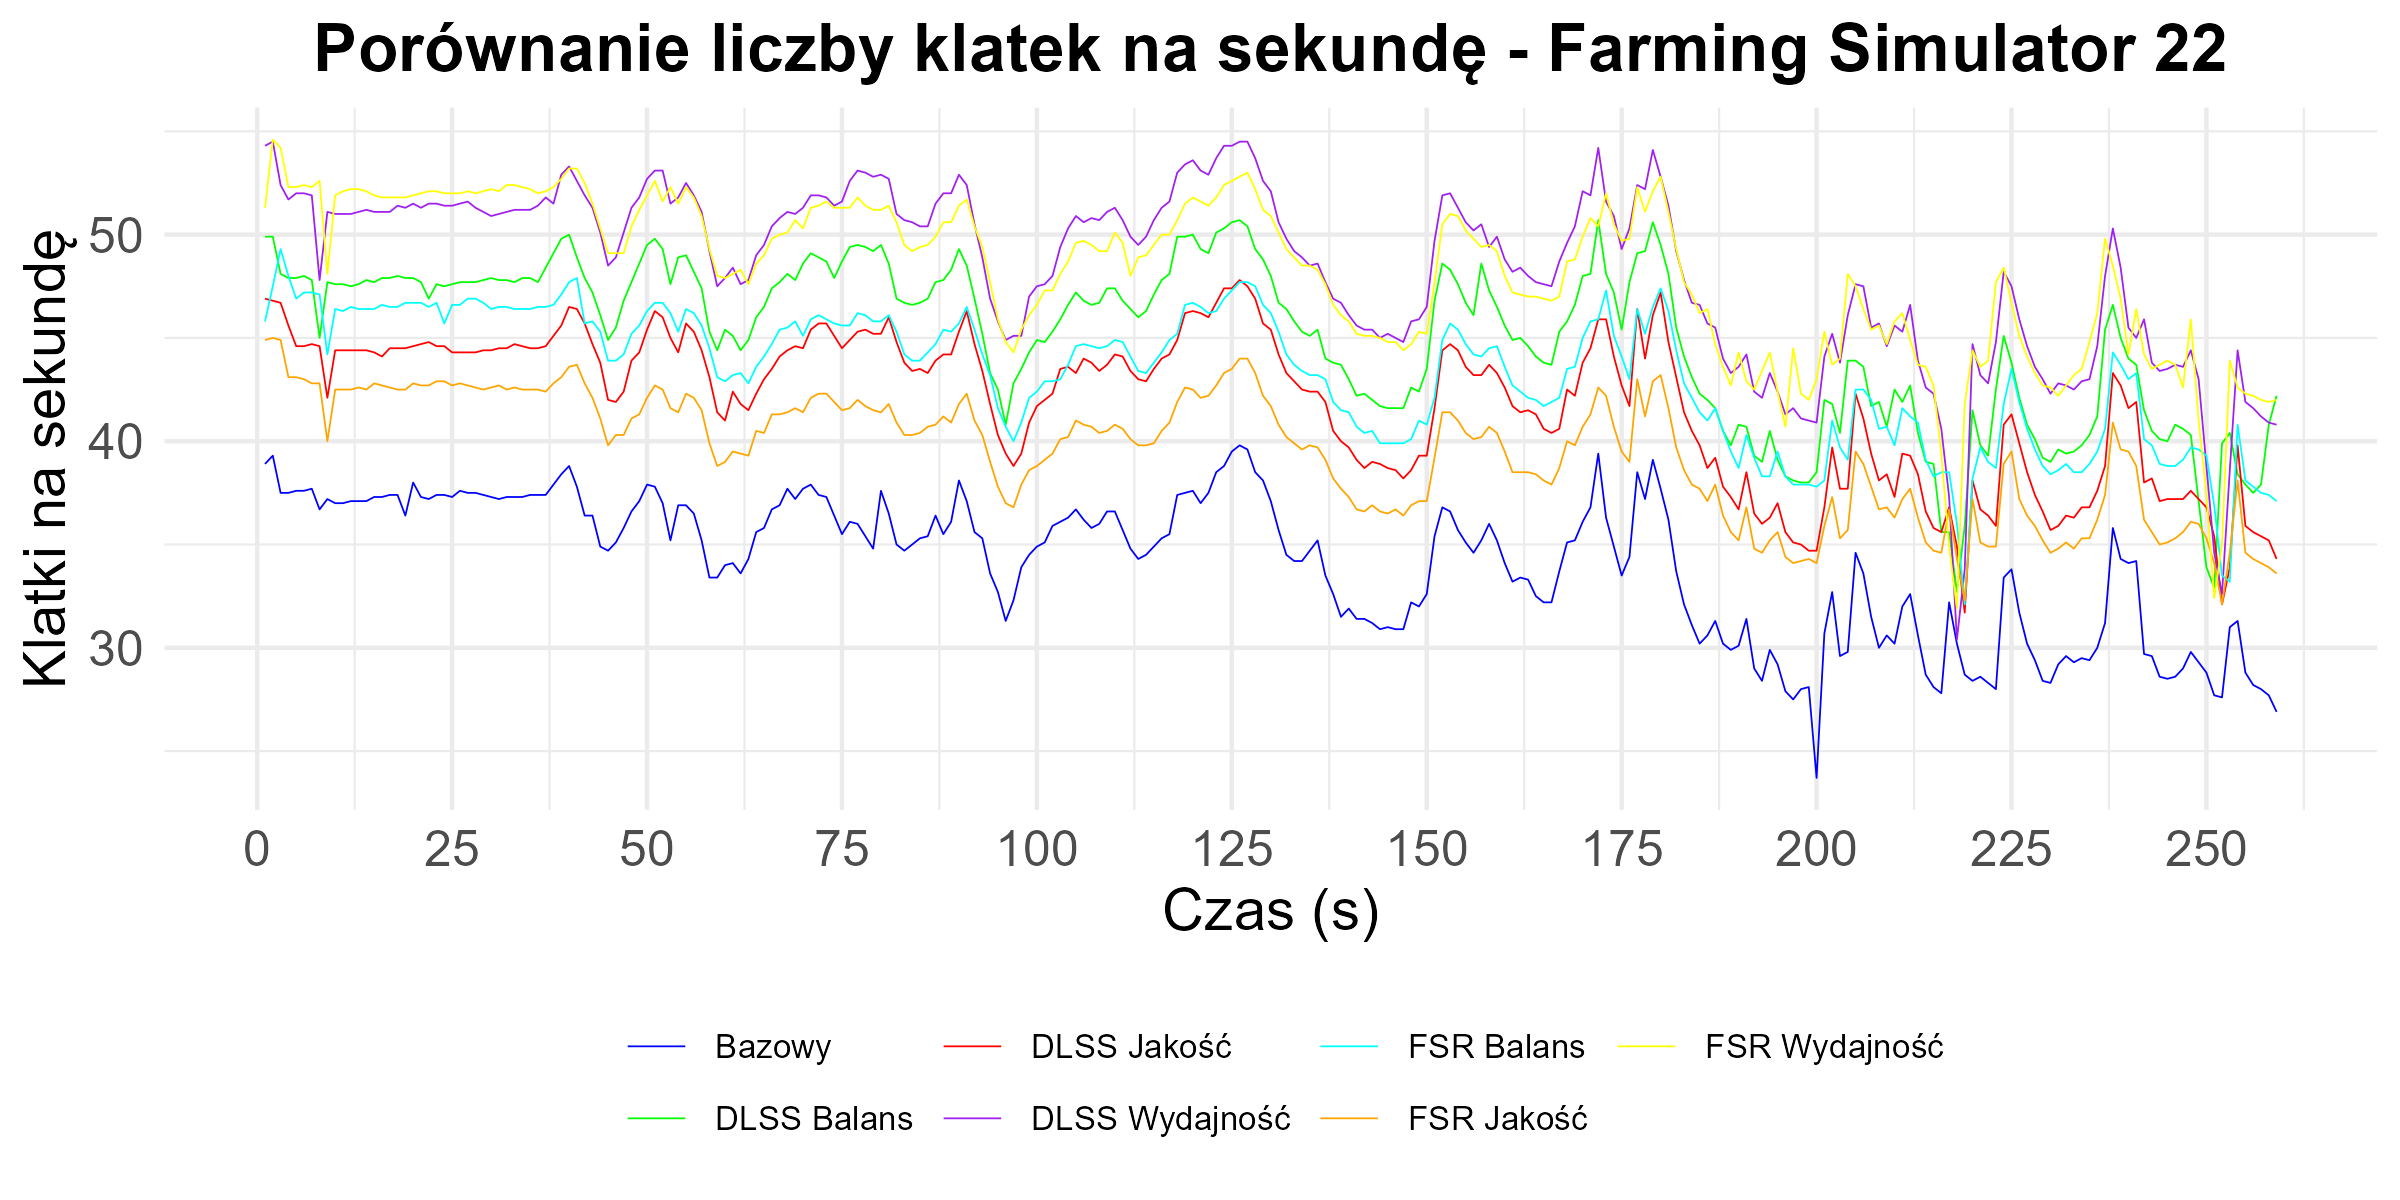 Porównanie liczby klatek na sekundę - Farming Simulator 22
Klatki na sekundę
50
40
30
0 25 50 75 100 125 150 175 200 225 250
Czas (s)
Bazowy DLSS Jakość FSR Balans FSR Wydajność
DLSS Balans DLSS Wydajność FSR Jakość